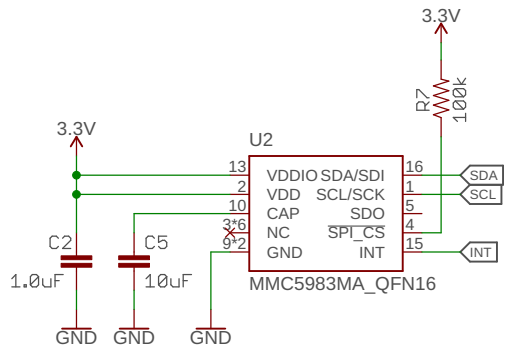 3.3V
R7
100k
3.3V
U2
13 VDDIO SDA/SDI 16 SDA
2 VDD SCL/SCK 1 SCL
10 CAP SDO 5
3*6 NC SPI_CS 4
9*2 GND INT 15 INT
C2
1.0uF
C5
10uF
MMC5983MA_QFN16
GND GND GND